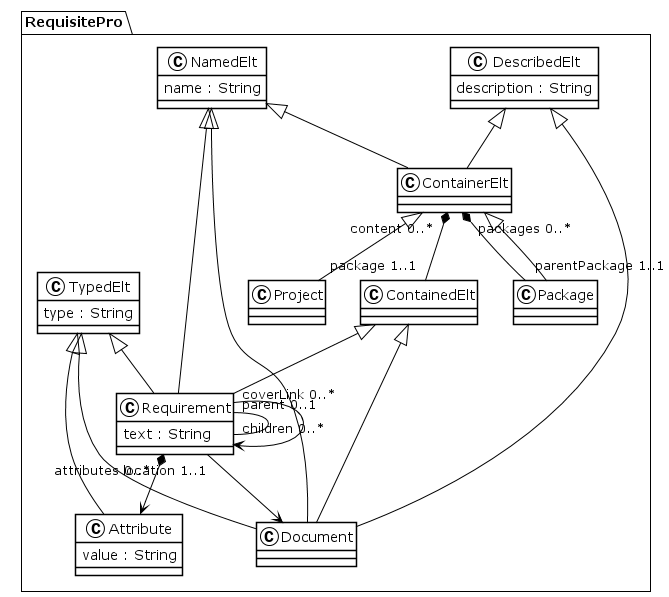 RequisitePro
C NamedElt
name : String
C DescribedElt
description : String
C ContainerElt
content 0..*
packages 0..*
package 1..1
parentPackage 1..1
C TypedElt
type : String
C Project
C ContainedElt
C Package
coverLink 0..*
parent 0..1
C Requirement
text : String
children 0..*
attributes 0..*
location 1..1
C Attribute
value : String
C Document